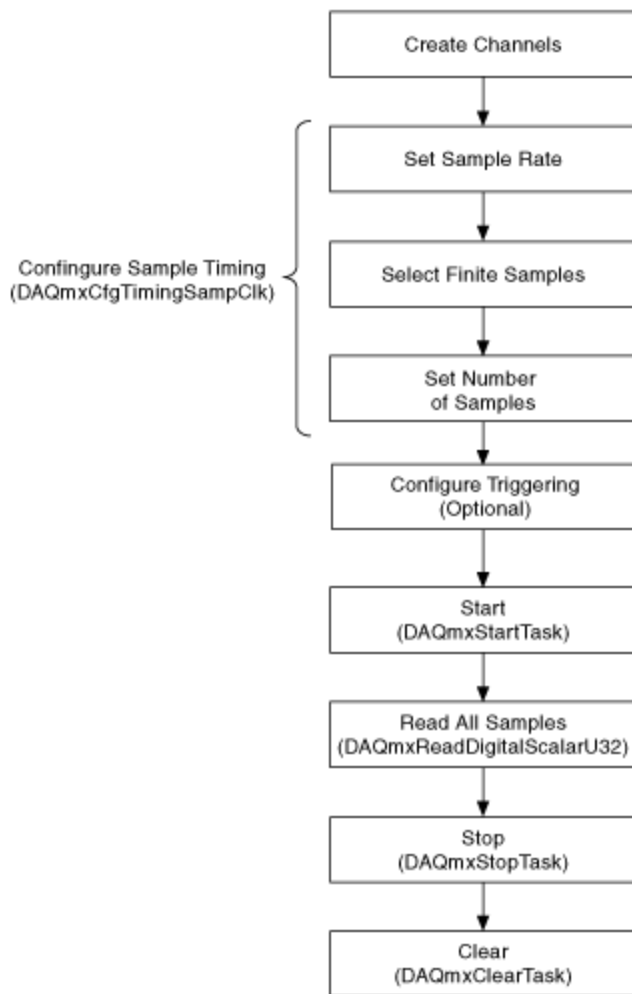 Create Channels
Set Sample Rate
Confingure Sample Timing
(DAQmxCfgTimingSampClk)
Select Finite Samples
Set Number
of Samples
Configure Triggering
(Optional)
Start
(DAQmxStartTask)
Read All Samples
(DAQmxReadDigitalScalarU32)
Stop
(DAQmxStopTask)
Clear
(DAQmxClearTask)